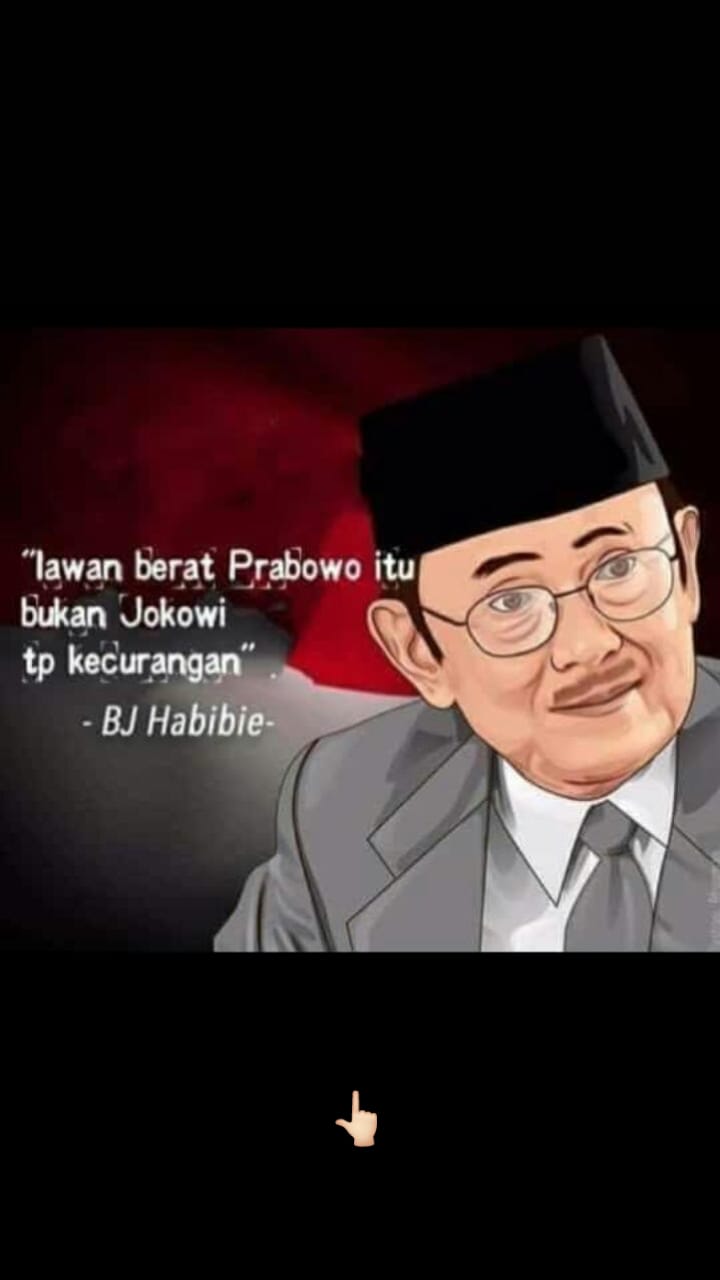 "lawan berat Prabowo itu
bukan Jokowi
tp kecurangan" .
- BJ Habibie-